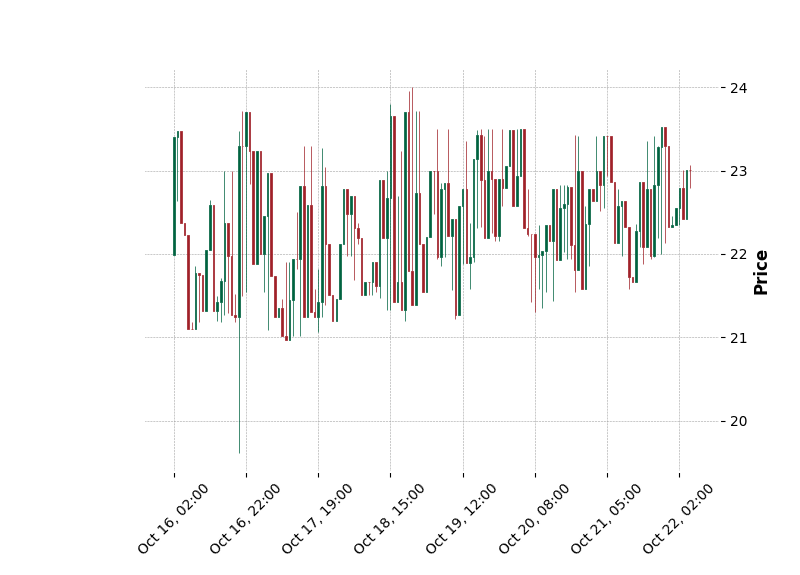 24
23
22
21
20
Price
Oct 16, 02:00
Oct 16, 22:00
Oct 17, 19:00
Oct 18, 15:00
Oct 19, 12:00
Oct 20, 08:00
Oct 21, 05:00
Oct 22, 02:00